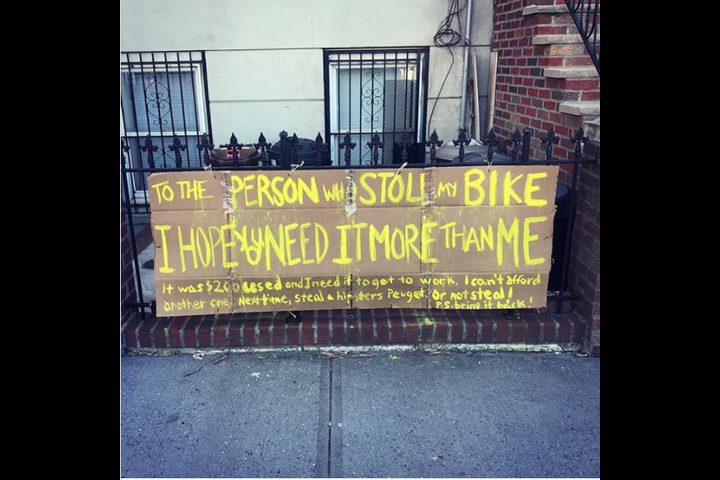 TO THE PERSON WHO STOLE MY BIKE
I HOPE YOU NEED IT MORE THAN ME
It was $200 used and I need it to get to work. I can't afford
another one. Next time, steal a hipsters Peuget. Or not steal!
P.S. bring it back!